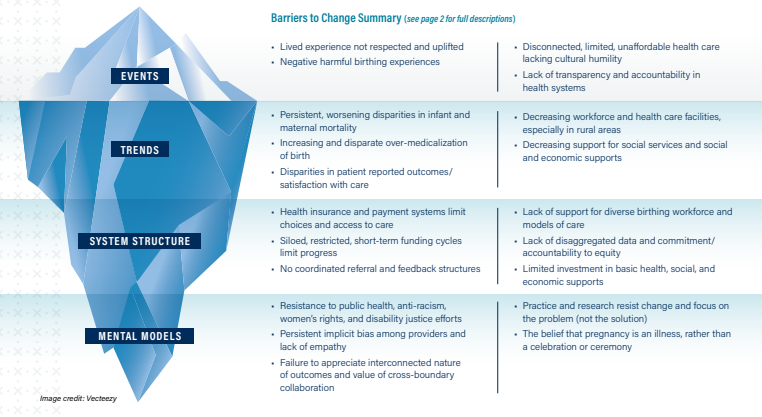 Barriers to Change Summary (see page 2 for full descriptions)
EVENTS
• Lived experience not respected and uplifted
• Negative harmful birthing experiences
• Disconnected, limited, unaffordable health care
lacking cultural humility
• Lack of transparency and accountability in
health systems
TRENDS
• Persistent, worsening disparities in infant and
maternal mortality
• Increasing and disparate over-medicalization
of birth
• Disparities in patient reported outcomes/
satisfaction with care
• Decreasing workforce and health care facilities,
especially in rural areas
• Decreasing support for social services and social
and economic supports
SYSTEM STRUCTURE
• Health insurance and payment systems limit
choices and access to care
• Siloed, restricted, short-term funding cycles
limit progress
• No coordinated referral and feedback structures
• Lack of support for diverse birthing workforce and
models of care
• Lack of disaggregated data and commitment/
accountability to equity
• Limited investment in basic health, social, and
economic supports
MENTAL MODELS
• Resistance to public health, anti-racism,
women's rights, and disability justice efforts
• Persistent implicit bias among providers and
lack of empathy
• Failure to appreciate interconnected nature
of outcomes and value of cross-boundary
collaboration
• Practice and research resist change and focus on
the problem (not the solution)
• The belief that pregnancy is an illness, rather than
a celebration or ceremony
Image credit: Vecteezy